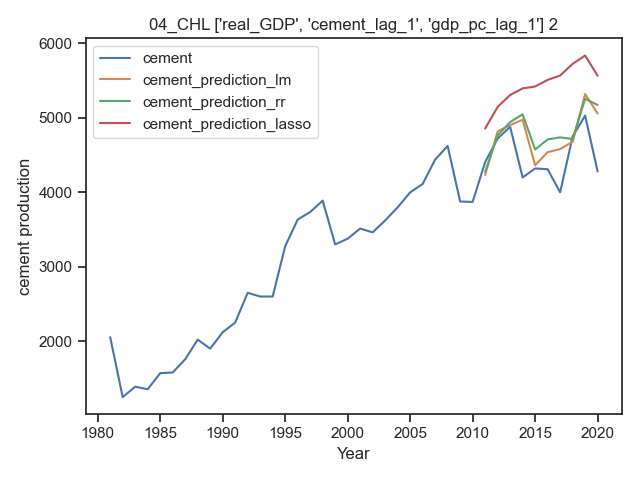 04_CHL ['real_GDP', 'cement_lag_1', 'gdp_pc_lag_1'] 2
cement
cement_prediction_lm
cement_prediction_rr
cement_prediction_lasso
cement production
6000
5000
4000
3000
2000
1980 1985 1990 1995 2000 2005 2010 2015 2020
Year